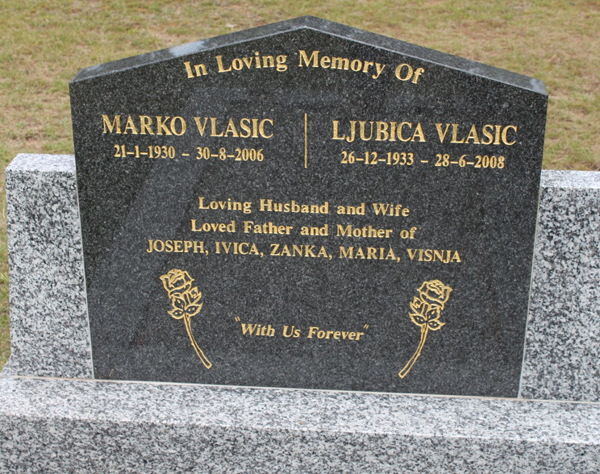 In Loving Memory Of
MARKO VLASIC
21-1-1930 - 30-8-2006
LJUBICA VLASIC
26-12-1933 - 28-6-2008
Loving Husband and Wife
Loved Father and Mother of
JOSEPH, IVICA, ZANKA, MARIA, VISNJA
"With Us Forever"